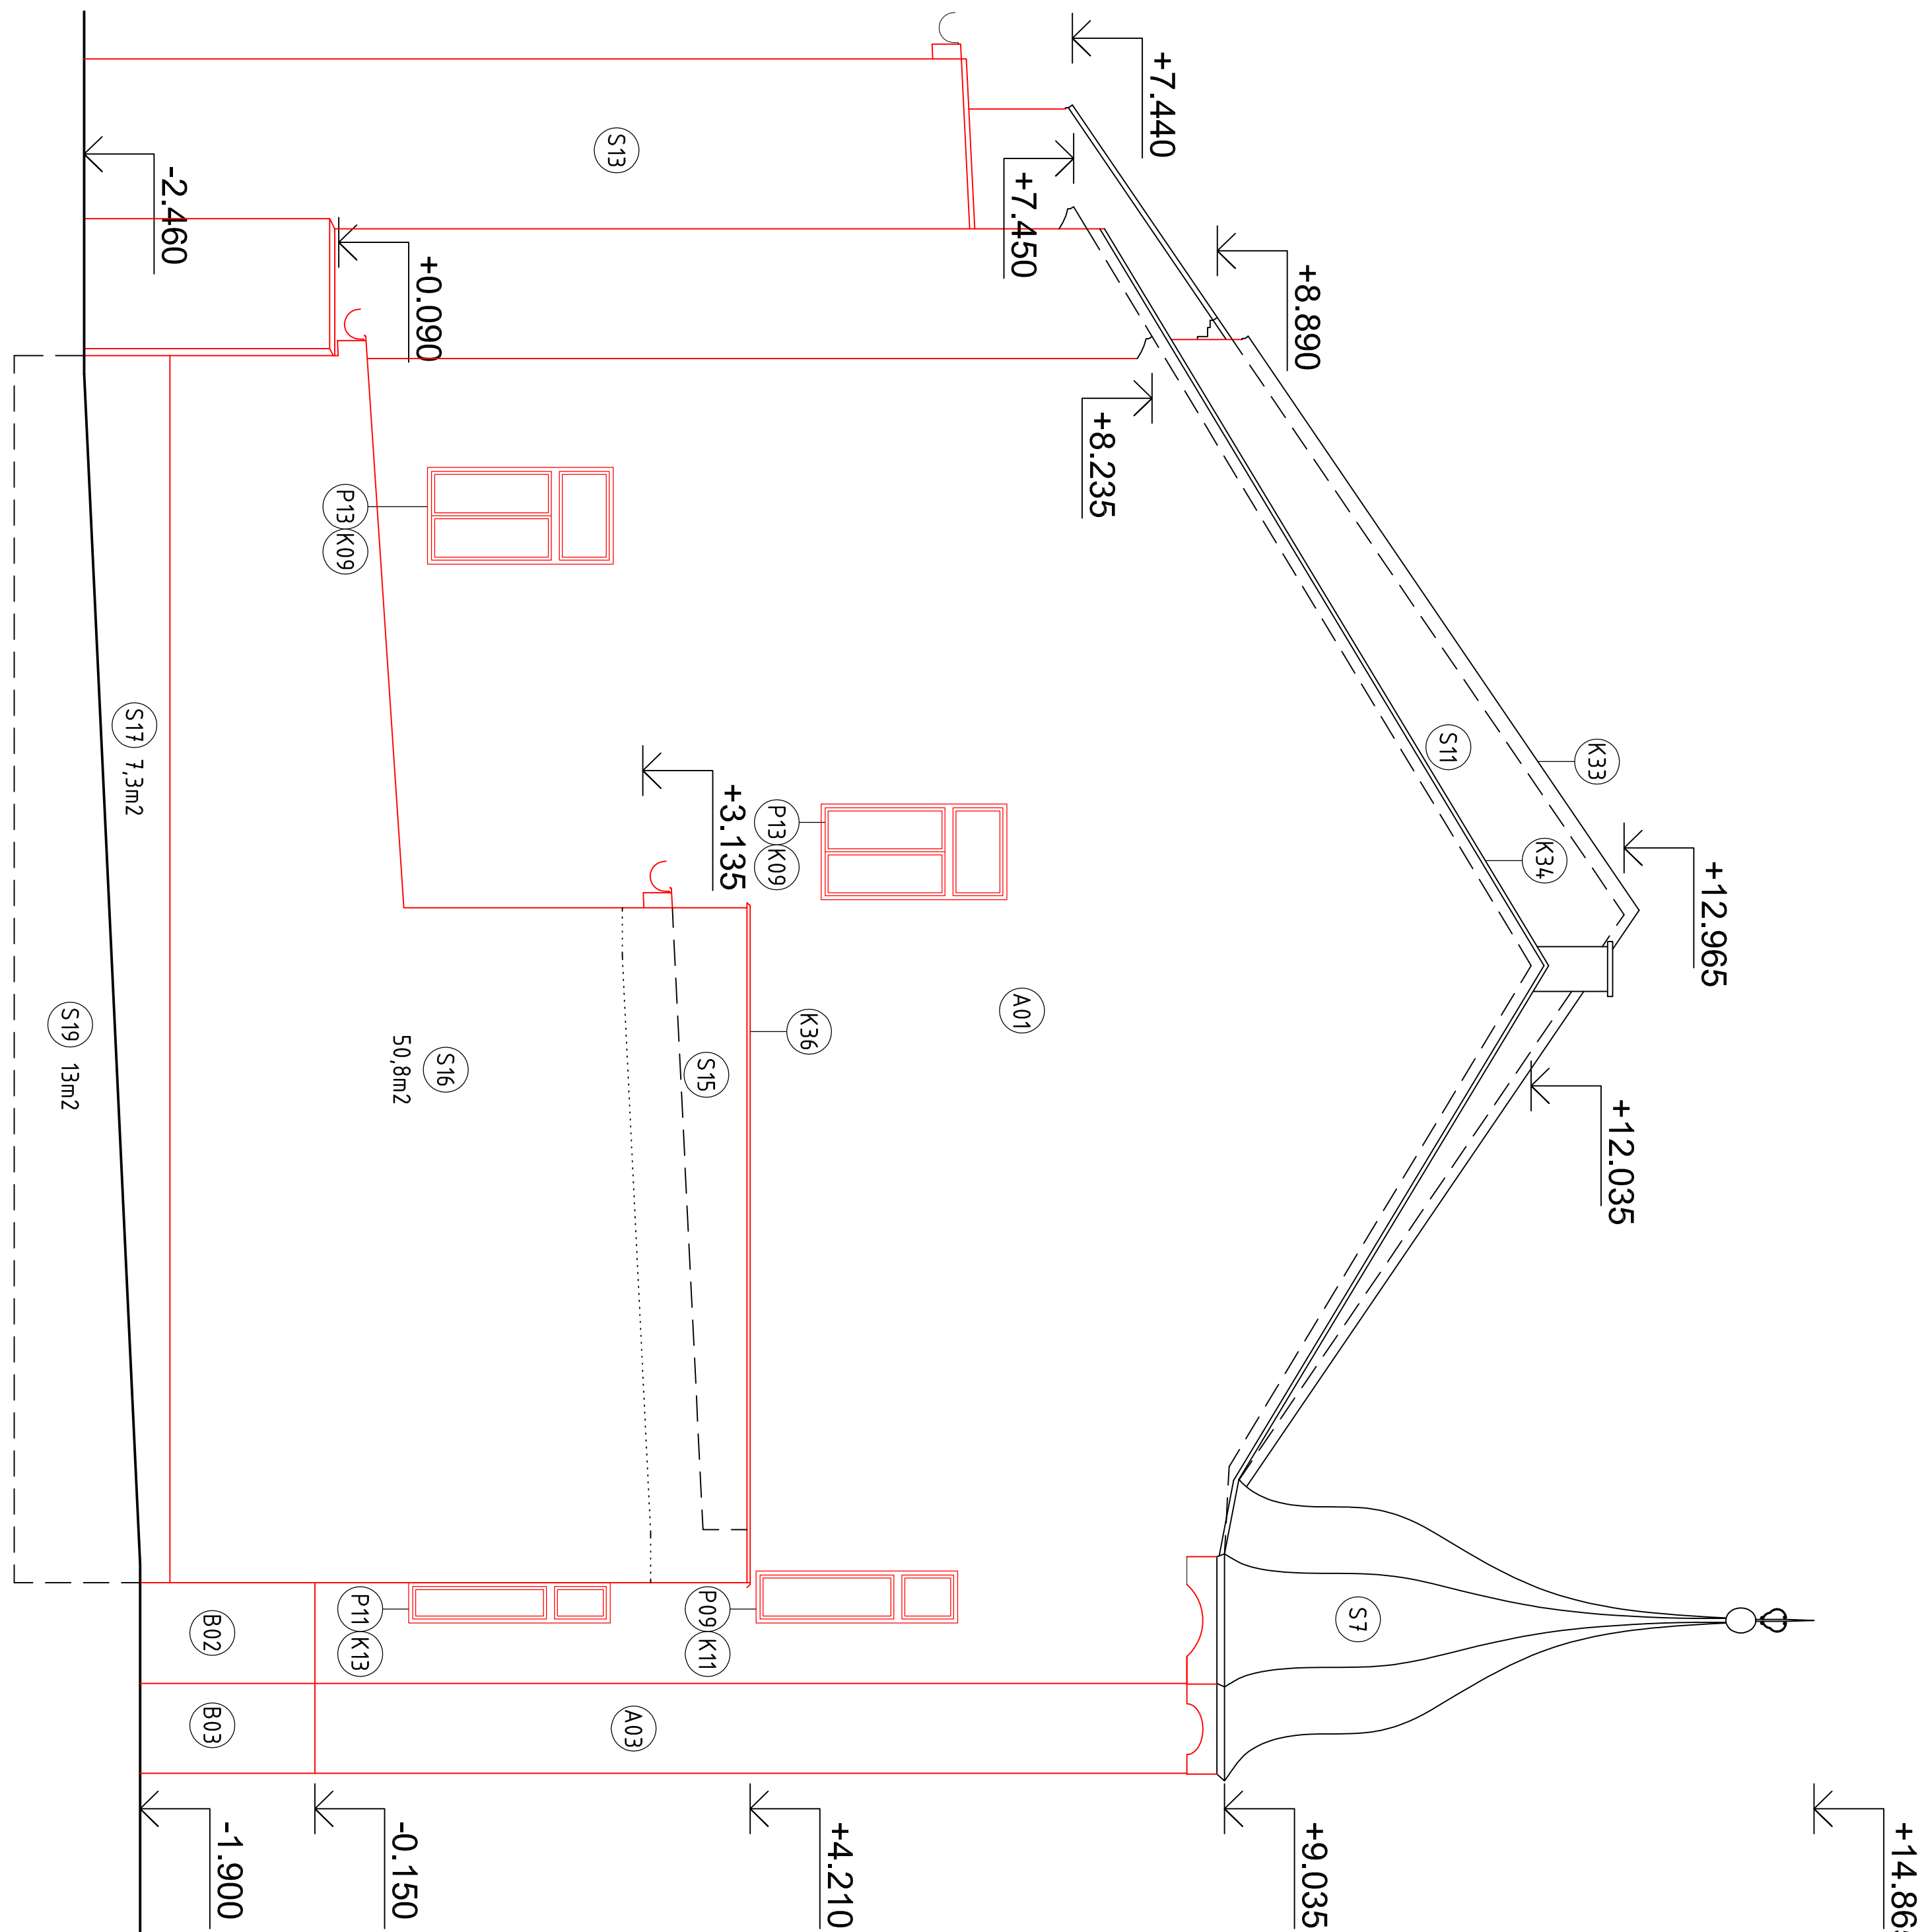 +12.965
+12.035
K33
K34
S11
S7
+8.890
+9.035
+7.440
+8.235
+7.450
A01
+4.210
K36
P13 K09
+3.135
S15
P09 K11
A03
S13
S16
50,8m2
+0.090
-0.150
P13 K09
P11 K13
-1.900
B02
B03
-2.460
S17 7,3m2
S19 13m2